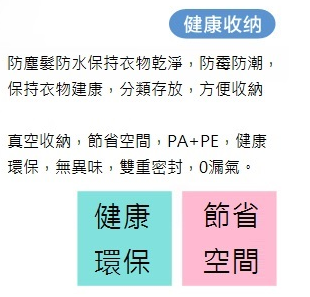 健康收纳
防塵髮防水保持衣物乾淨，防霉防潮，
保持衣物建康，分類存放，方便收納
真空收納，節省空間，PA+PE，健康
環保，無異味，雙重密封，0漏氣。
健康
環保
節省
空間